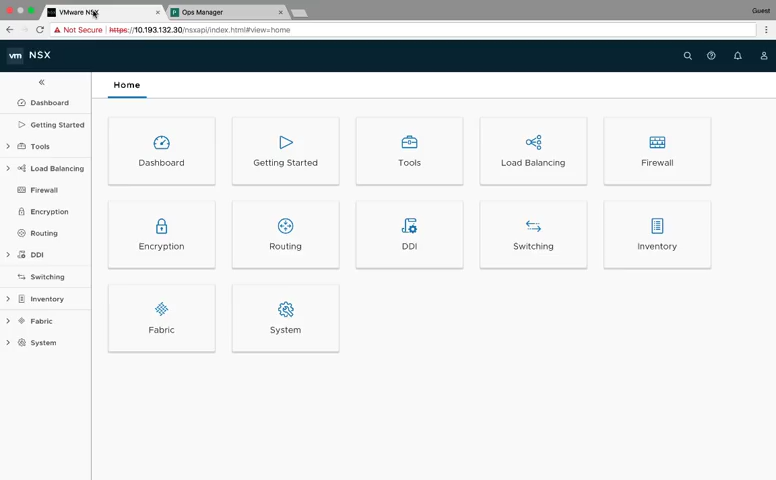 VMware NSX
Ops Manager
Guest
Not Secure https://10.193.132.30/nsxapi/index.html#view=home
vm NSX
Home
Dashboard
Getting Started
Tools
Load Balancing
Firewall
Encryption
Routing
DDI
Switching
Inventory
Fabric
System
Dashboard
Getting Started
Tools
Load Balancing
Firewall
Encryption
Routing
DDI
Switching
Inventory
Fabric
System